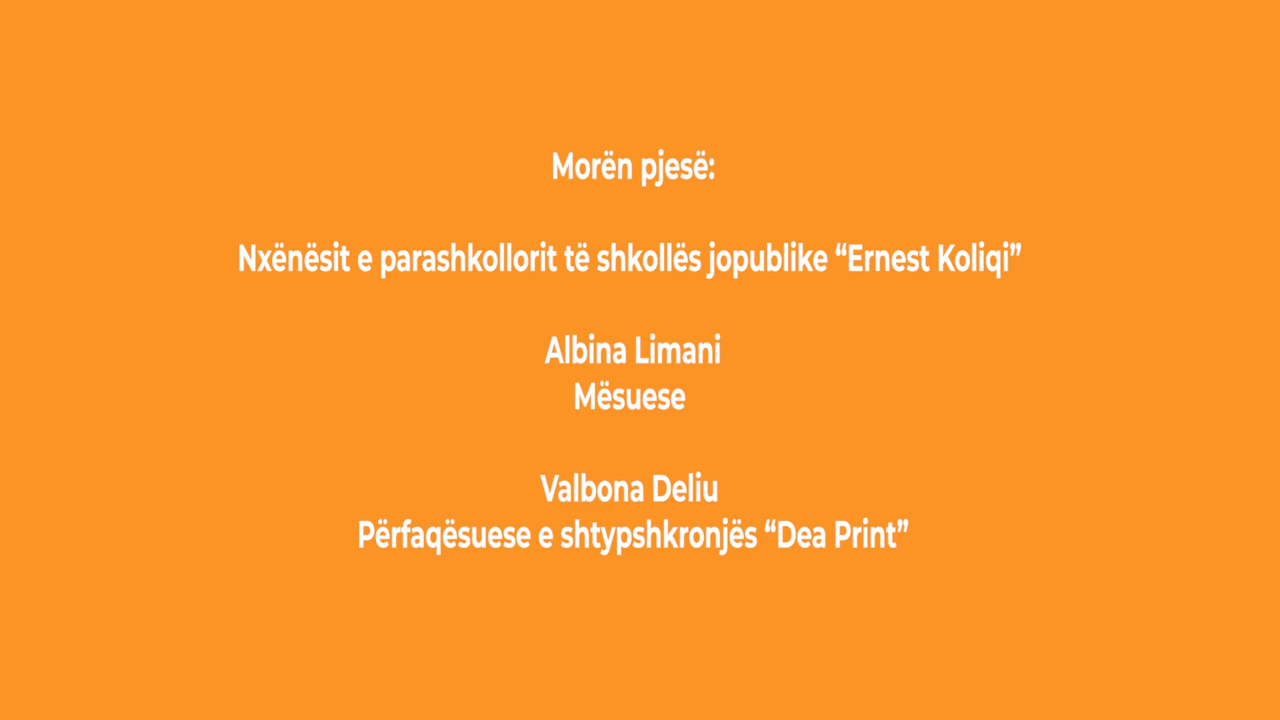 Morën pjesë:
Nxënësit e parashkollorit të shkollës jopublike “Ernest Koliqi”
Albina Limani
Mësuese
Valbona Deliu
Përfaqësuese e shtypshkronjës “Dea Print”